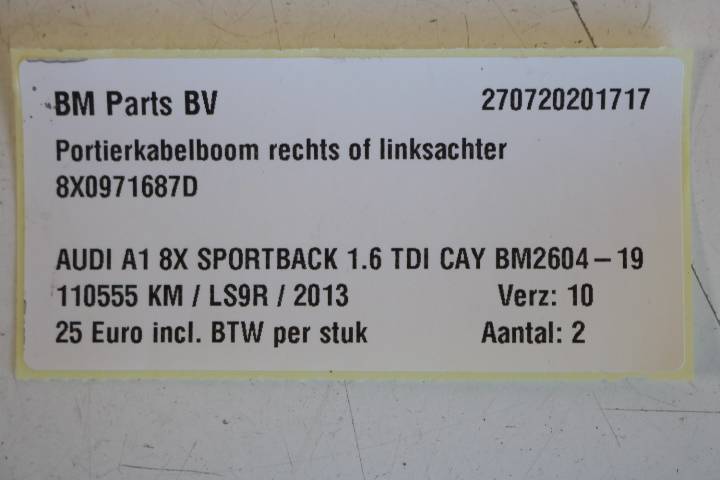 BM Parts BV 270720201717
Portierkabelboom rechts of linksachter
8X0971687D
AUDI A1 8X SPORTBACK 1.6 TDI CAY BM2604-19
110555 KM / LS9R / 2013 Verz: 10
25 Euro incl. BTW per stuk Aantal: 2